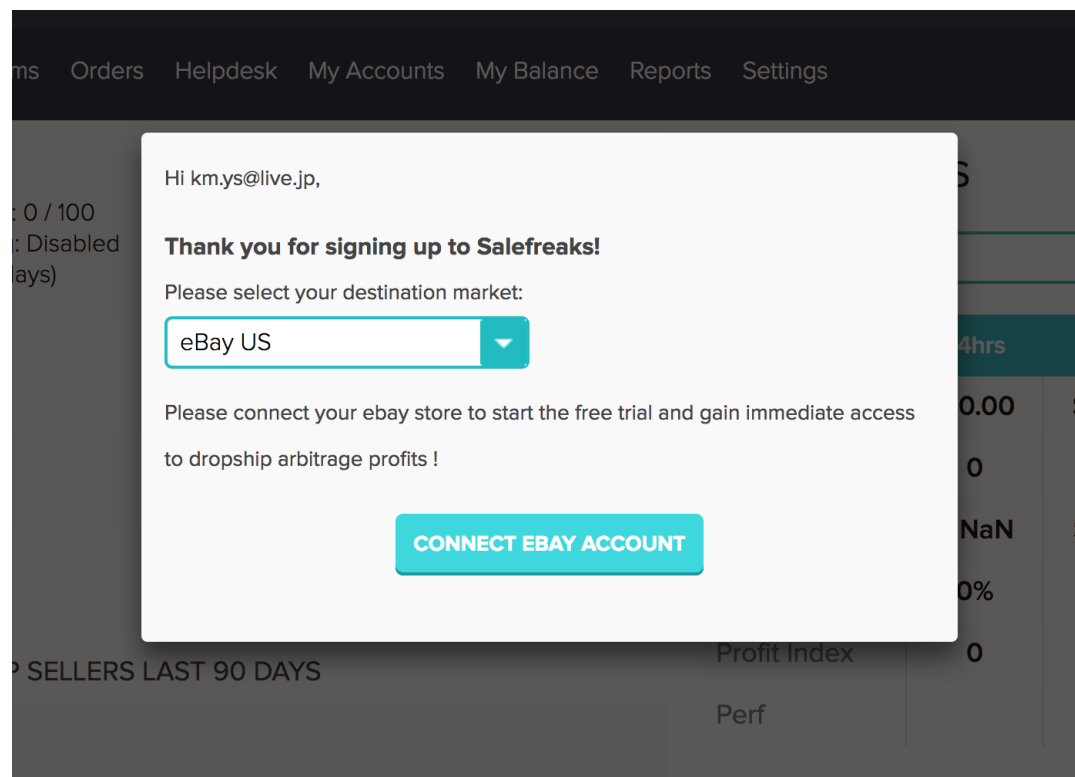 ms Orders Helpdesk My Accounts My Balance Reports Settings
Hi km.ys@live.jp,
: 0 / 100
: Disabled
ays)
Thank you for signing up to Salefreaks!
Please select your destination market:
eBay US
Please connect your ebay store to start the free trial and gain immediate access
to dropship arbitrage profits !
CONNECT EBAY ACCOUNT
S
4hrs
0.00
0
NaN
0%
Profit Index 0
Perf
P SELLERS LAST 90 DAYS